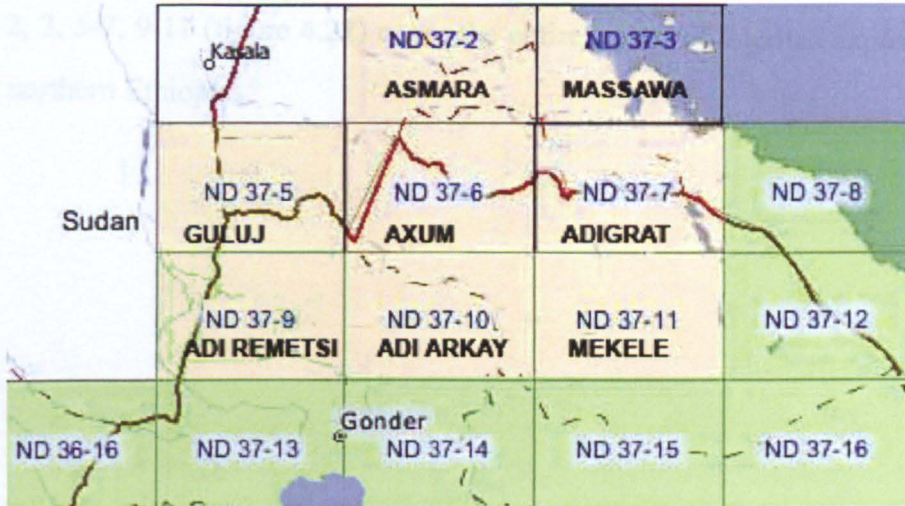 Kasala
ND 37-2
ND 37-3
ASMARA
MASSAWA
ND 37-5
ND 37-6
ND 37-7
ND 37-8
Sudan
GULUJ
AXUM
ADIGRAT
ND 37-9
ND 37-10
ND 37-11
ND 37-12
ADI REMETSI
ADI ARKAY
MEKELE
Gonder
ND 36-16
ND 37-13
ND 37-14
ND 37-15
ND 37-16